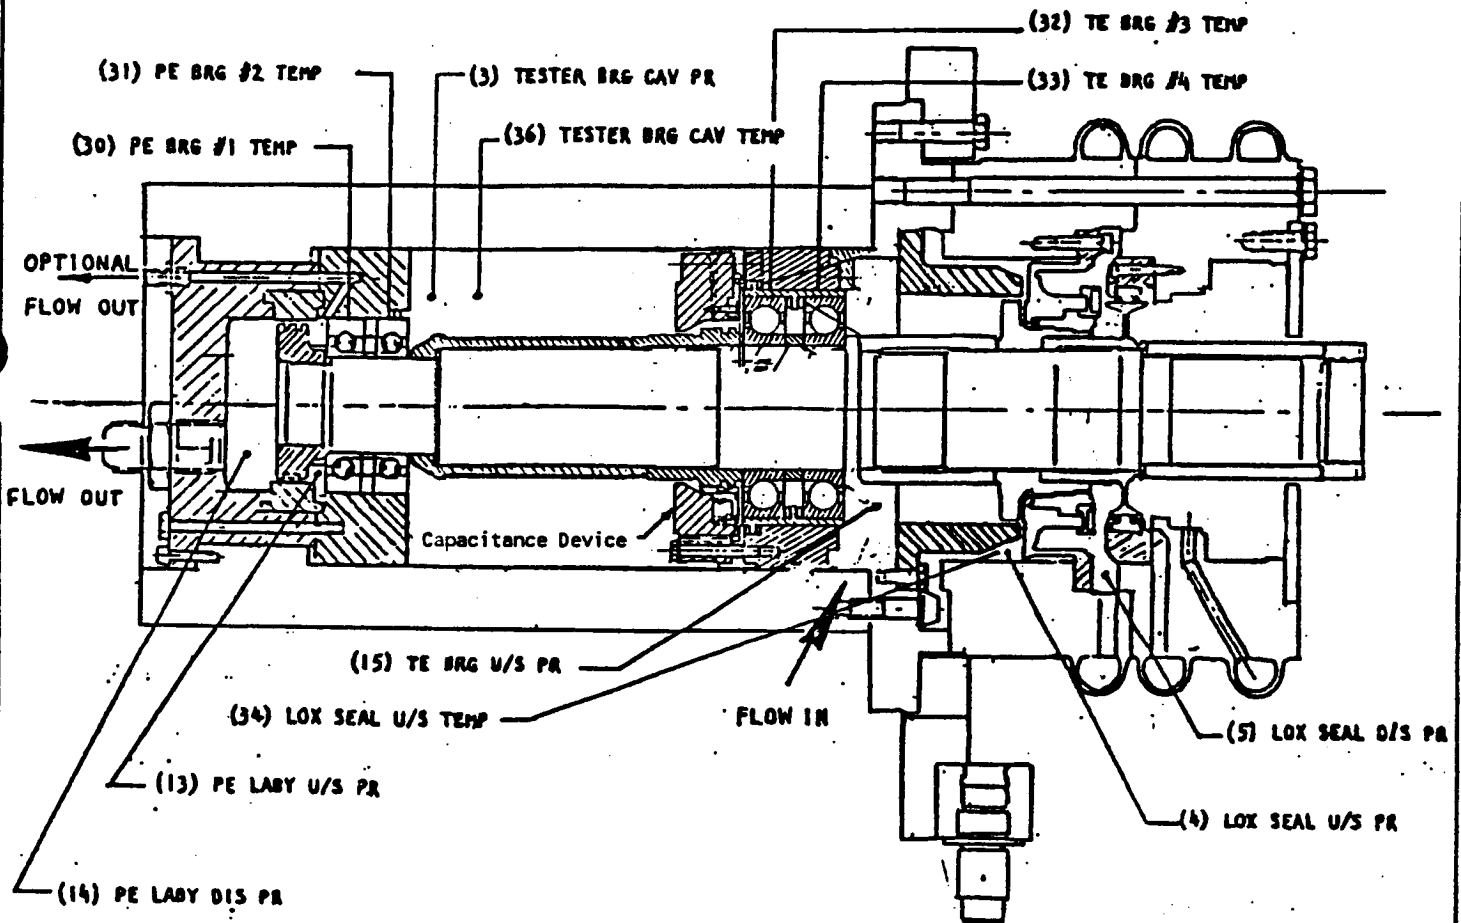 (32) TE BRG #3 TEMP
(31) PE BRG #2 TEMP
(3) TESTER BRG CAV PR
(33) TE BRG #4 TEMP
(30) PE BRG #1 TEMP
(36) TESTER BRG CAV TEMP
OPTIONAL
FLOW OUT
FLOW OUT
Capacitance Device
(15) TE BRG U/S PR
(34) LOX SEAL U/S TEMP
FLOW IN
(5) LOX SEAL D/S PR
(13) PE LABY U/S PR
(4) LOX SEAL U/S PR
(14) PE LABY DIS PR